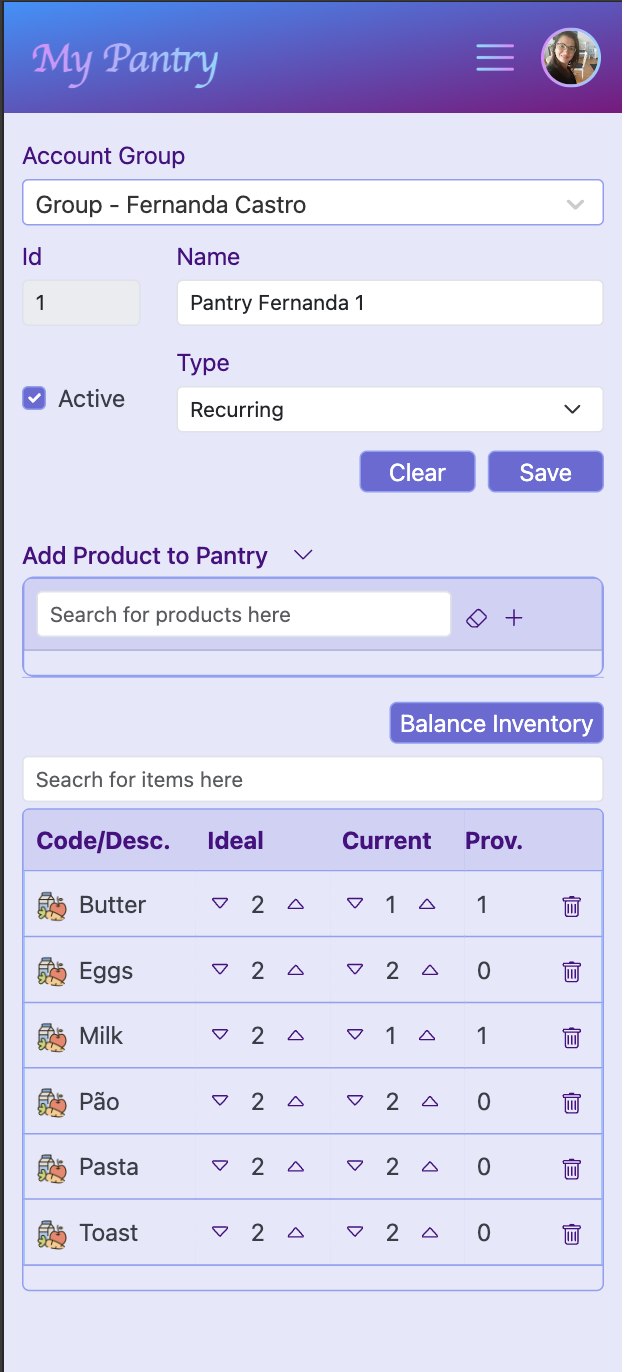 My Pantry
Account Group
Group - Fernanda Castro
Id Name
1 Pantry Fernanda 1
Type
Active
Recurring
Clear Save
Add Product to Pantry
Search for products here
Balance Inventory
Seacrh for items here
Code/Desc. Ideal Current Prov.
Butter 2 1 1
Eggs 2 2 0
Milk 2 1 1
Pão 2 2 0
Pasta 2 2 0
Toast 2 2 0